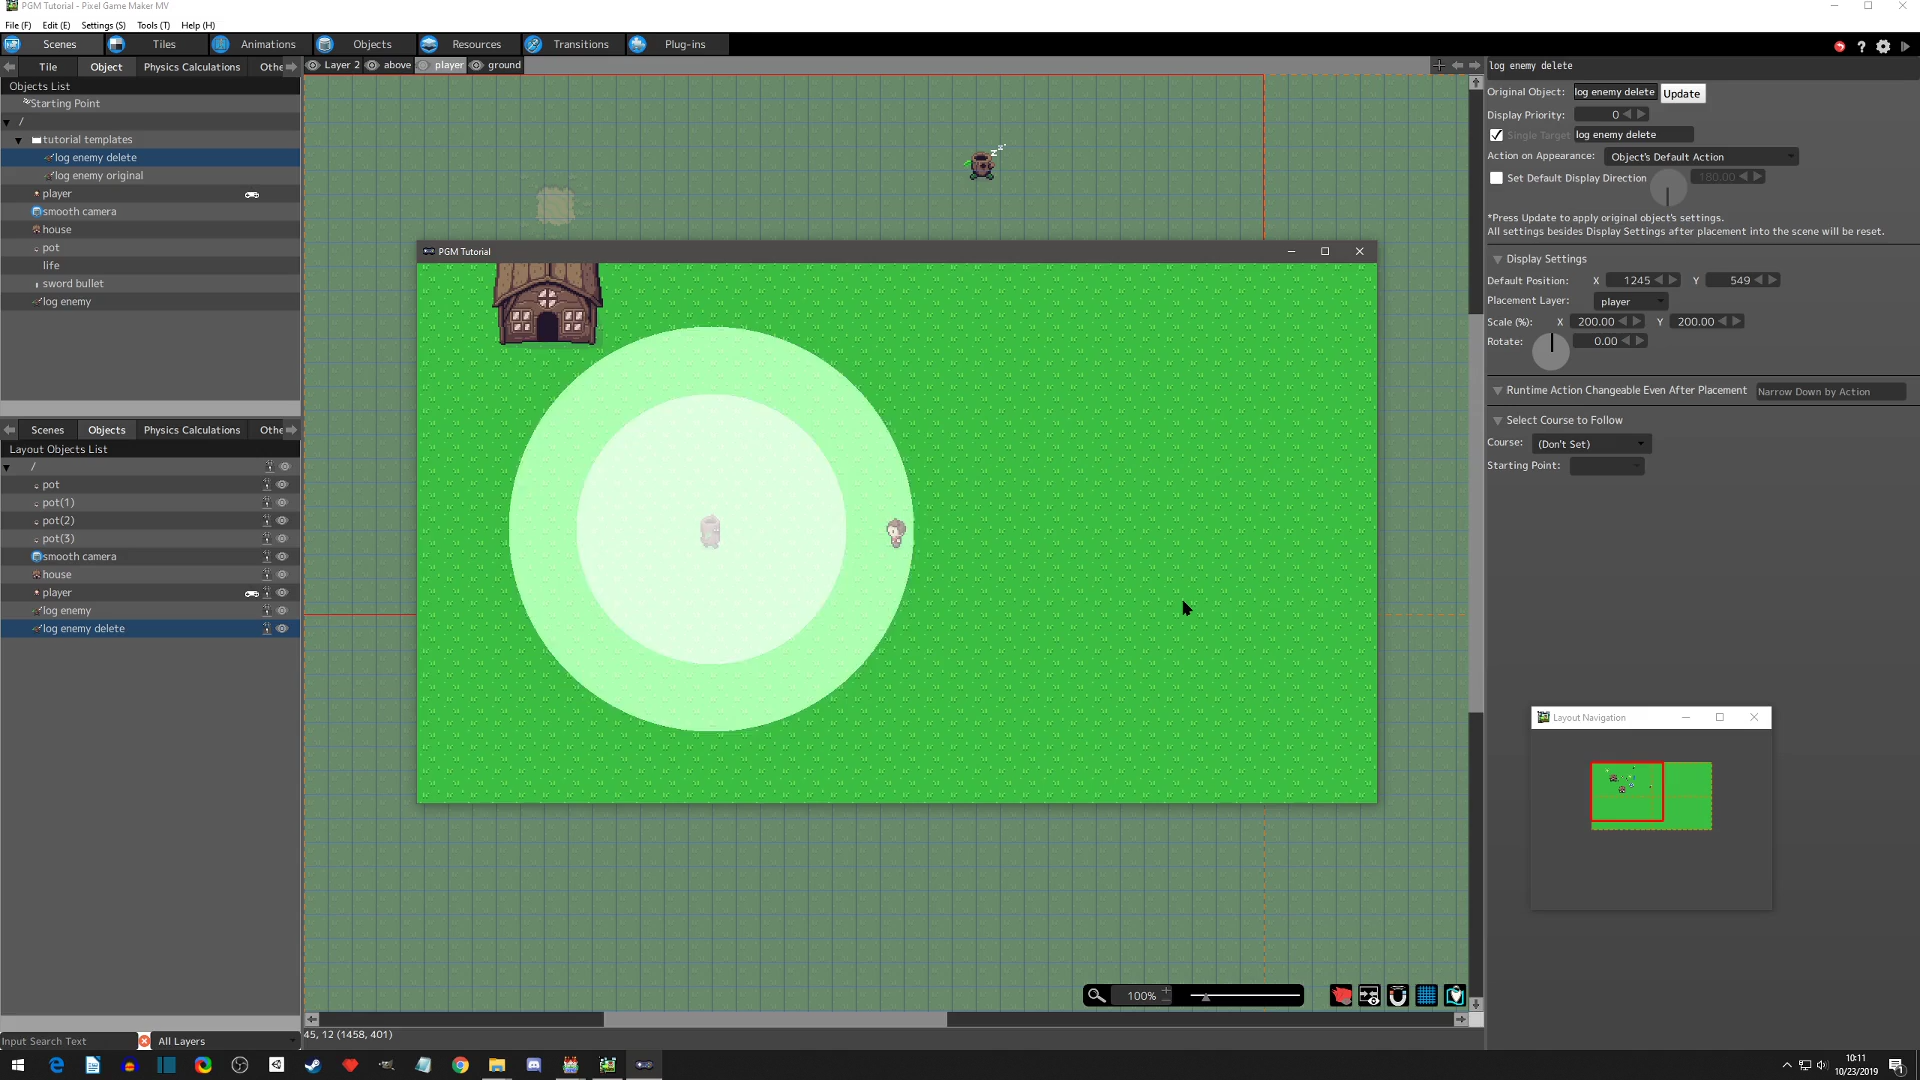 PGM Tutorial - Pixel Game Maker MV
File (F) Edit (E) Settings (S) Tools (T) Help (H)
Scenes Tiles Animations Objects Resources Transitions Plug-ins
Tile Object Physics Calculations Othe
Layer 2 above player ground
log enemy delete
Objects List
Starting Point
/
tutorial templates
log enemy delete
log enemy original
player
smooth camera
house
pot
life
sword bullet
log enemy
Original Object: log enemy delete Update
Display Priority: 0
Single Target log enemy delete
Action on Appearance: Object's Default Action
Set Default Display Direction 180.00
*Press Update to apply original object's settings.
All settings besides Display Settings after placement into the scene will be reset.
Display Settings
Default Position: X 1245 Y 549
Placement Layer: player
Scale (%): X 200.00 Y 200.00
Rotate: 0.00
Runtime Action Changeable Even After Placement Narrow Down by Action
Select Course to Follow
Course: (Don't Set)
Starting Point:
PGM Tutorial
Scenes Objects Physics Calculations Othe
Layout Objects List
/
pot
pot(1)
pot(2)
pot(3)
smooth camera
house
player
log enemy
log enemy delete
Layout Navigation
100%
45, 12 (1458, 401)
Input Search Text All Layers
10:11
10/23/2019